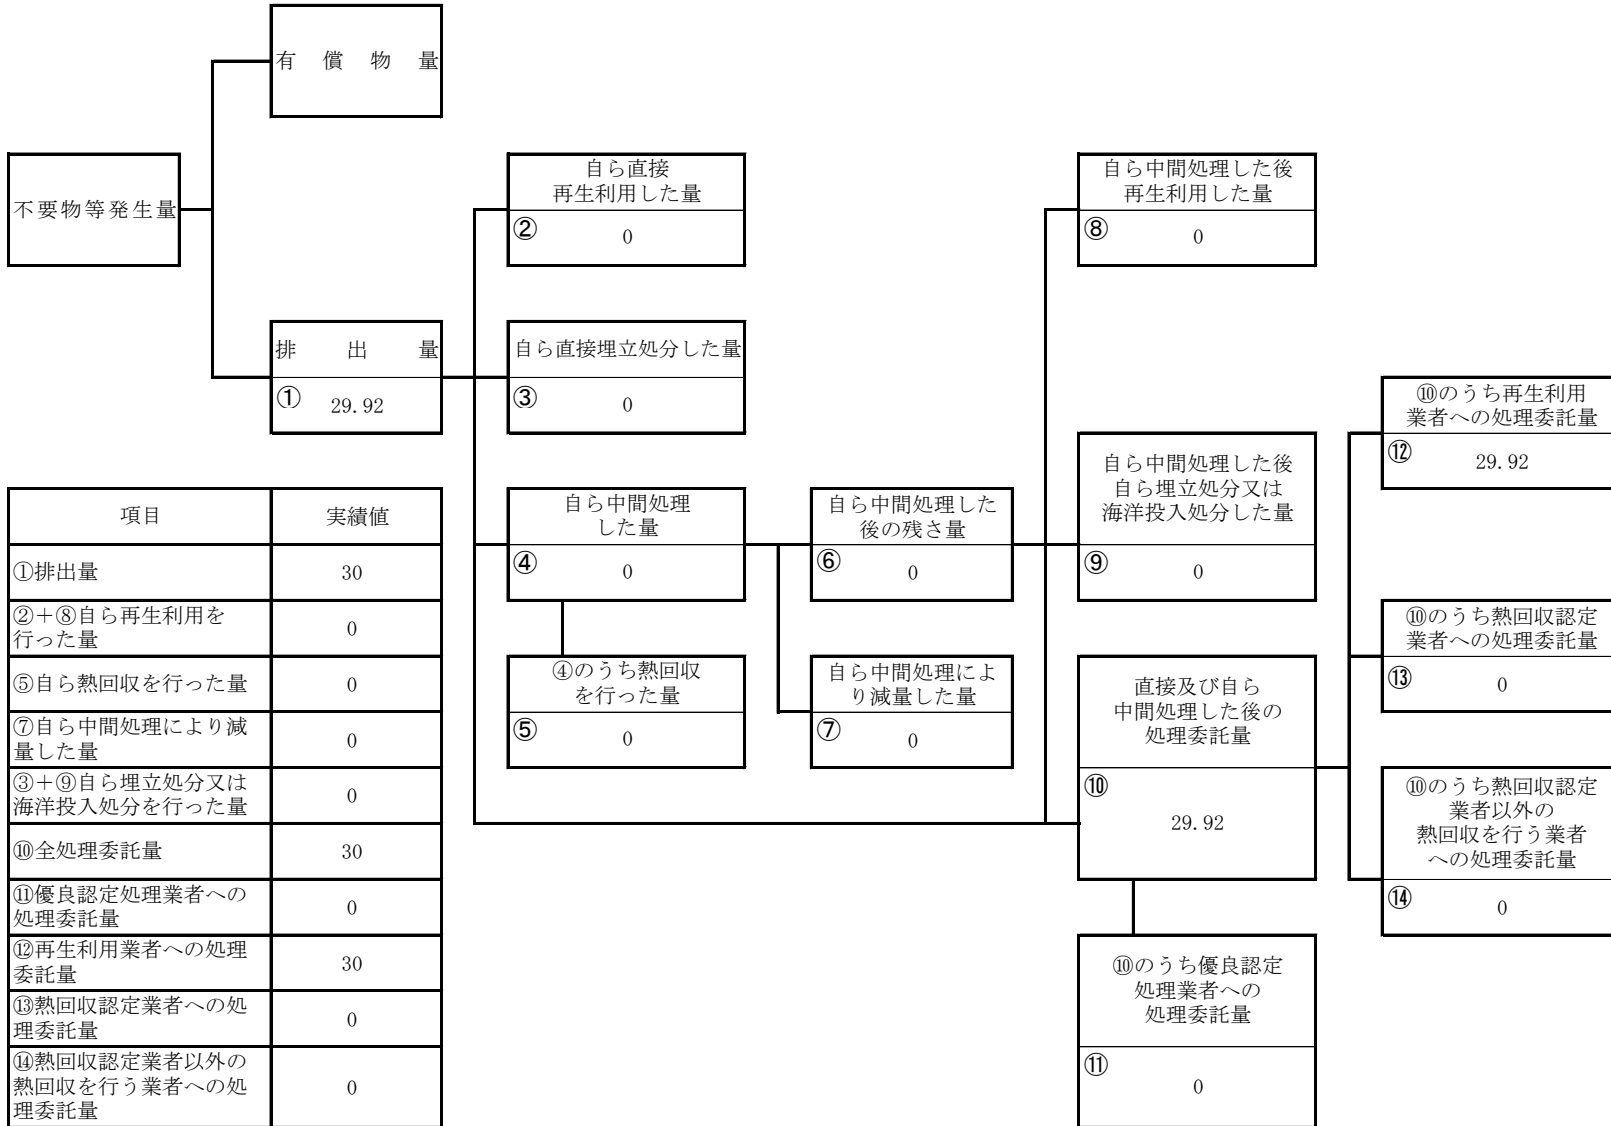 有償物量
不要物等発生量
排出量
①
29.92
自ら直接
再生利用した量
②
0
自ら直接埋立処分した量
③
0
自ら中間処理
した量
④
0
④のうち熱回収
を行った量
⑤
0
自ら中間処理した
後の残さ量
⑥
0
自ら中間処理によ
り減量した量
⑦
0
自ら中間処理した後
再生利用した量
⑧
0
自ら中間処理した後
自ら埋立処分又は
海洋投入処分した量
⑨
0
直接及び自ら
中間処理した後の
処理委託量
⑩
29.92
⑩のうち優良認定
処理業者への
処理委託量
⑪
0
⑩のうち再生利用
業者への処理委託量
⑫
29.92
⑩のうち熱回収認定
業者への処理委託量
⑬
0
⑩のうち熱回収認定
業者以外の
熱回収を行う業者
への処理委託量
⑭
0
項目 実績値
①排出量 30
②+⑧自ら再生利用を
行った量 0
⑤自ら熱回収を行った量 0
⑦自ら中間処理により減
量した量 0
③+⑨自ら埋立処分又は
海洋投入処分を行った量 0
⑩全処理委託量 30
⑪優良認定処理業者への
処理委託量 0
⑫再生利用業者への処理
委託量 30
⑬熱回収認定業者への処
理委託量 0
⑭熱回収認定業者以外の
熱回収を行う業者への処
理委託量 0